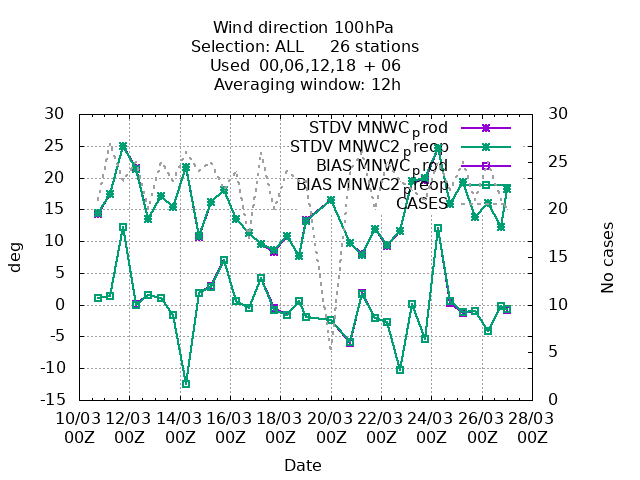 Wind direction 100hPa
Selection: ALL 26 stations
Used 00,06,12,18 + 06
Averaging window: 12h
30 30
25 25
20 20
15 15
10 10
5 5
0 0
-5
-10
-15
deg
No cases
STDV MNWC_prod
STDV MNWC2_preop
BIAS MNWC_prod
BIAS MNWC2_preop
CASES
10/03 12/03 14/03 16/03 18/03 20/03 22/03 24/03 26/03 28/03
00Z 00Z 00Z 00Z 00Z 00Z 00Z 00Z 00Z 00Z
Date